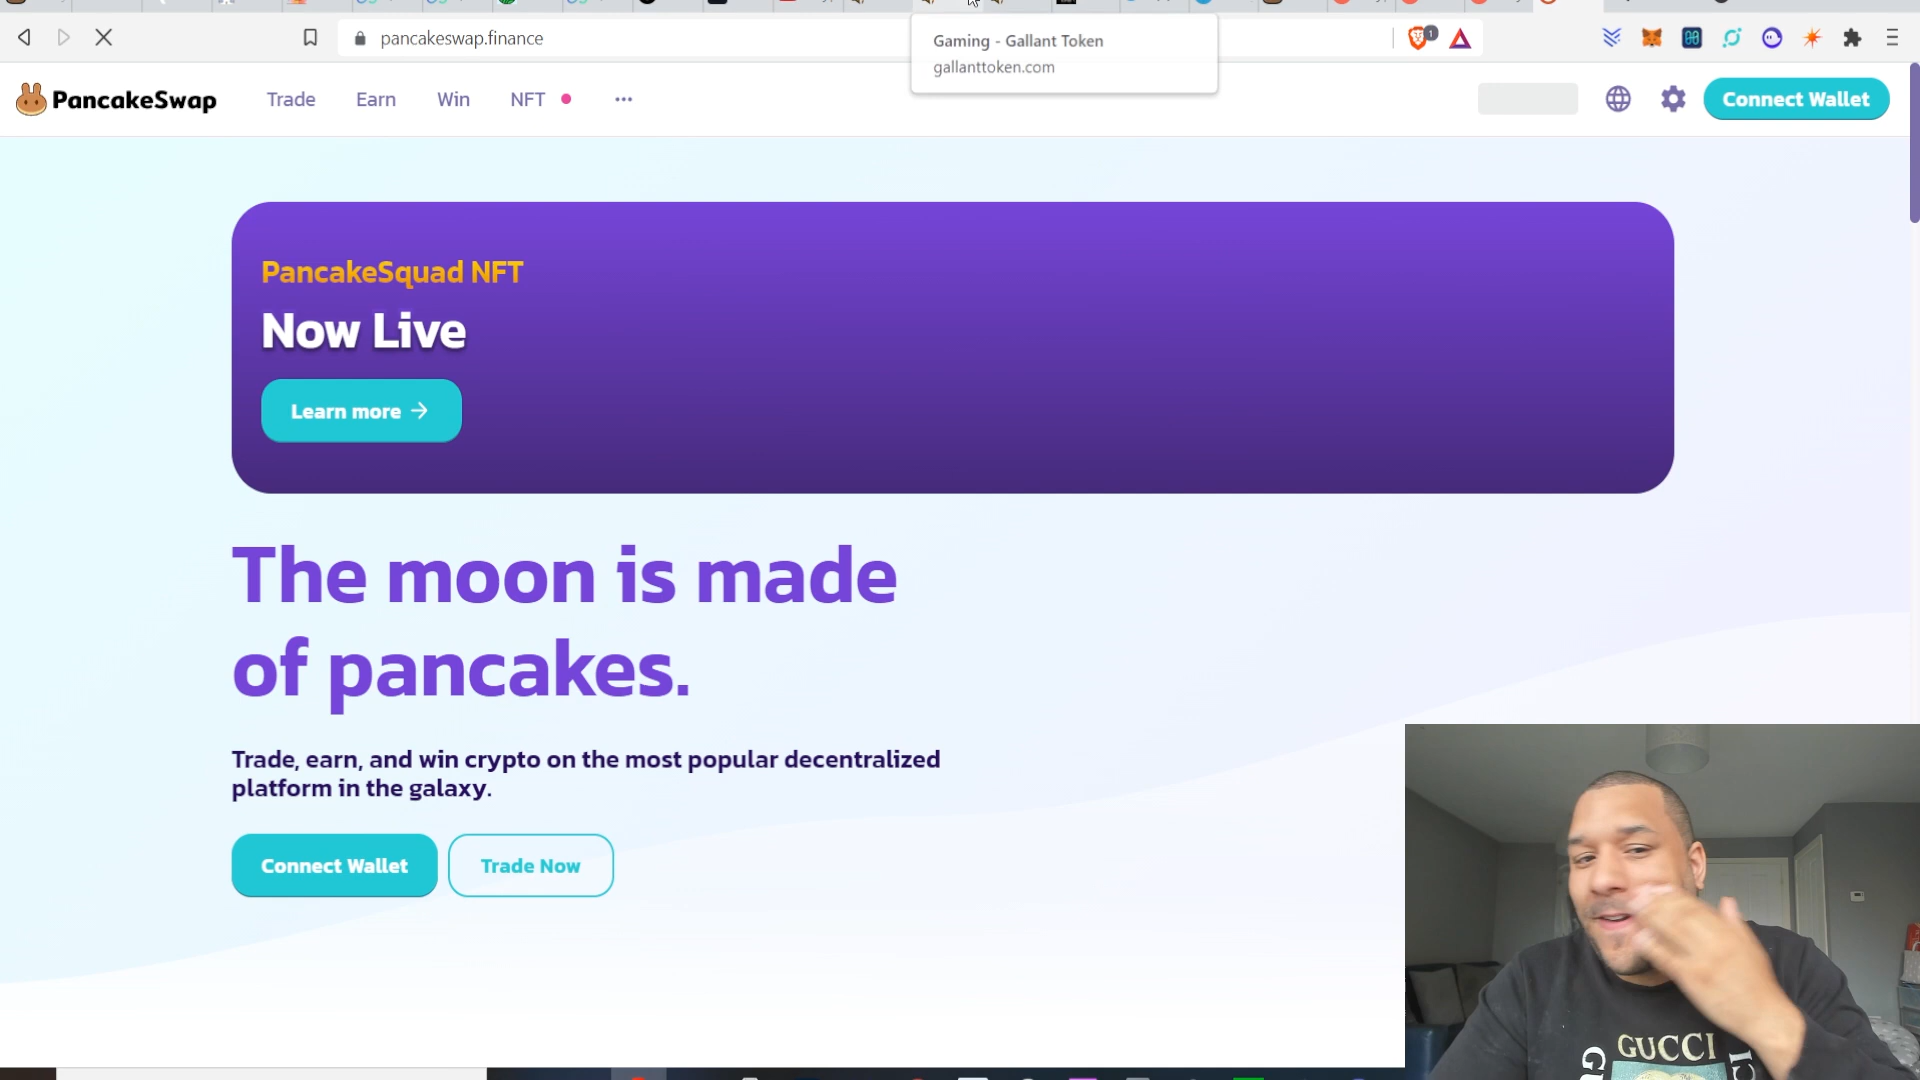 pancakeswap.finance
1
Gaming - Gallant Token
gallanttoken.com
PancakeSwap
Trade
Earn
Win
NFT
Connect Wallet
PancakeSquad NFT
Now Live
Learn more
The moon is made
of pancakes.
Trade, earn, and win crypto on the most popular decentralized
platform in the galaxy.
Connect Wallet
Trade Now
GUCCI